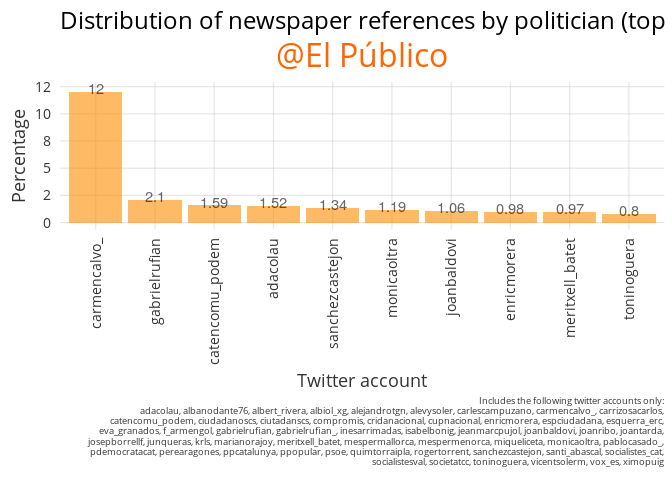 Distribution of newspaper references by politician (top
@El Público
Percentage
12
10
8
5
2
0
12
2.1
1.59
1.52
1.34
1.19
1.06
0.98
0.97
0.8
carmencalvo_
gabrielrufian
catencomu_podem
adacolau
sanchezcastejon
monicaoltra
joanbaldovi
enricmorera
meritxell_batet
toninoguera
Twitter account
Includes the following twitter accounts only:
adacolau, albanodante76, albert_rivera, albiol_xg, alejandrotgn, alevysoler, carlescampuzano, carmencalvo_, carrizosacarlos,
catencomu_podem, ciudadanoscs, ciutadanscs, compromis, cridanacional, cupnacional, enricmorera, espciudadana, esquerra_erc,
eva_granados, f_armengol, gabrielrufian, gabrielrufian_, inesarrimadas, isabelbonig, jeanmarcpujol, joanbaldovi, joanribo, joantarda,
josepborrellf, junqueras, krls, marianorajoy, meritxell_batet, mespermallorca, mespermenorca, miqueliceta, monicaoltra, pablocasado_,
pdemocratacat, perearagones, ppcatalunya, ppopular, psoe, quimtorraipla, rogertorrent, sanchezcastejon, santi_abascal, socialistes_cat,
socialistesval, societatcc, toninoguera, vicentsolerm, vox_es, ximopuig